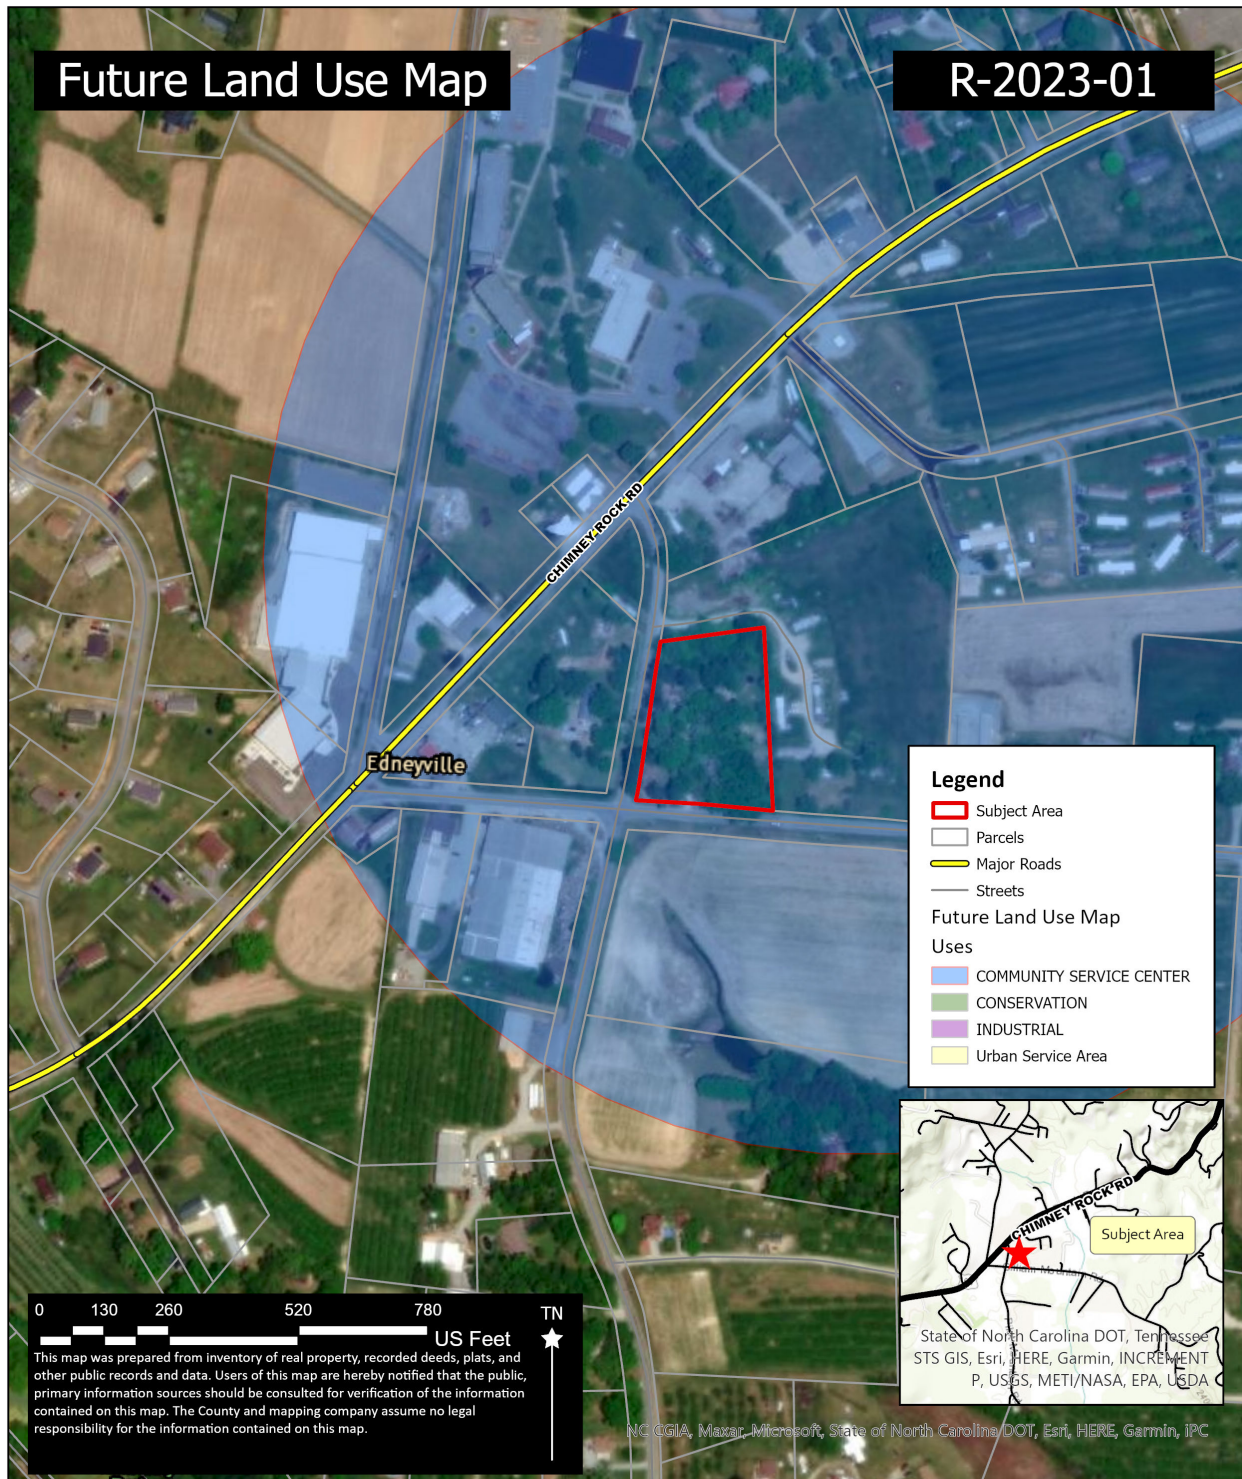 Future Land Use Map
R-2023-01
CHIMNEY ROCK RD
Edneyville
Legend
Subject Area
Parcels
Major Roads
Streets
Future Land Use Map
Uses
COMMUNITY SERVICE CENTER
CONSERVATION
INDUSTRIAL
Urban Service Area
CHIMNEY ROCK RD
Subject Area
Mountain Rd
State of North Carolina DOT, Tennessee
STS GIS, Esri, HERE, Garmin, INCREMENT
P, USGS, METI/NASA, EPA, USDA
0 130 260 520 780
US Feet
TN
This map was prepared from inventory of real property, recorded deeds, plats, and
other public records and data. Users of this map are hereby notified that the public,
primary information sources should be consulted for verification of the information
contained on this map. The County and mapping company assume no legal
responsibility for the information contained on this map.
NC CGIA, Maxar, Microsoft, State of North Carolina DOT, Esri, HERE, Garmin, iPC